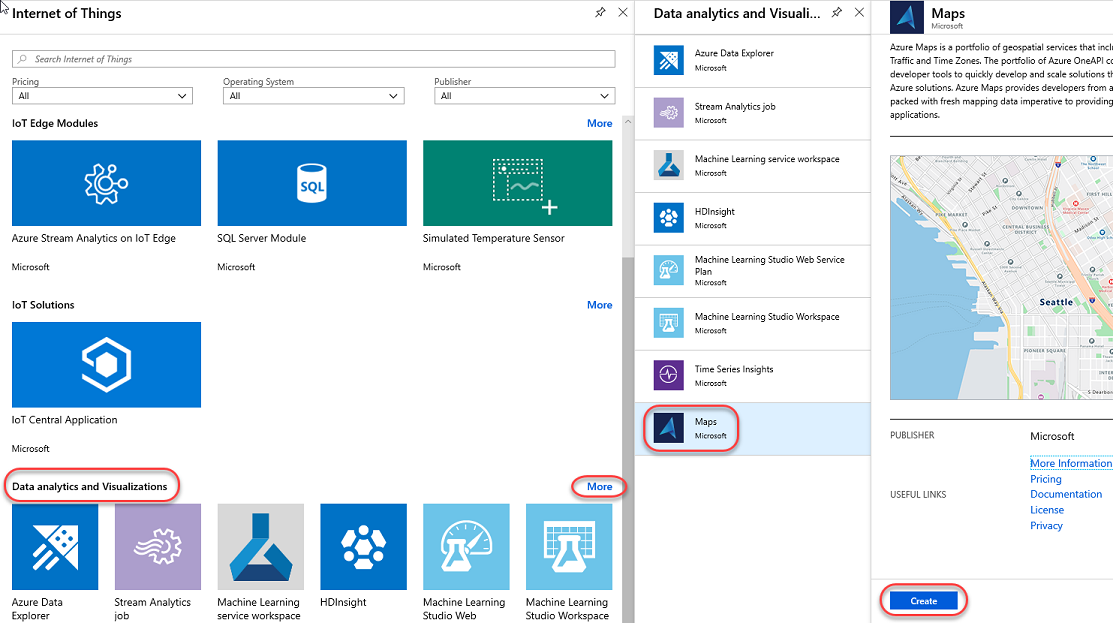 Internet of Things
Search Internet of Things
Pricing
Operating System
Publisher
All
All
All
IoT Edge Modules
More
SQL
Azure Stream Analytics on IoT Edge
SQL Server Module
Simulated Temperature Sensor
Microsoft
Microsoft
Microsoft
IoT Solutions
More
IoT Central Application
Microsoft
Data analytics and Visualizations
More
Azure Data
Explorer
Stream Analytics
job
Machine Learning
service workspace
HDInsight
Machine Learning
Studio Web
Machine Learning
Studio Workspace
Data analytics and Visuali...
Azure Data Explorer
Microsoft
Stream Analytics job
Microsoft
Machine Learning service workspace
Microsoft
HDInsight
Microsoft
Machine Learning Studio Web Service
Plan
Microsoft
Machine Learning Studio Workspace
Microsoft
Time Series Insights
Microsoft
Maps
Microsoft
Maps
Microsoft
Azure Maps is a portfolio of geospatial services that incl
Traffic and Time Zones. The portfolio of Azure OneAPI co
developer tools to quickly develop and scale solutions th
Azure solutions. Azure Maps provides developers from a
packed with fresh mapping data imperative to providing
applications.
FIRST HILL
DOWNTOWN
PIKE MARKET
CENTRAL BUSINESS
DISTRICT
Seattle
PIONEER SQUARE
S Dearborn
PUBLISHER
Microsoft
USEFUL LINKS
More Information
Pricing
Documentation
License
Privacy
Create